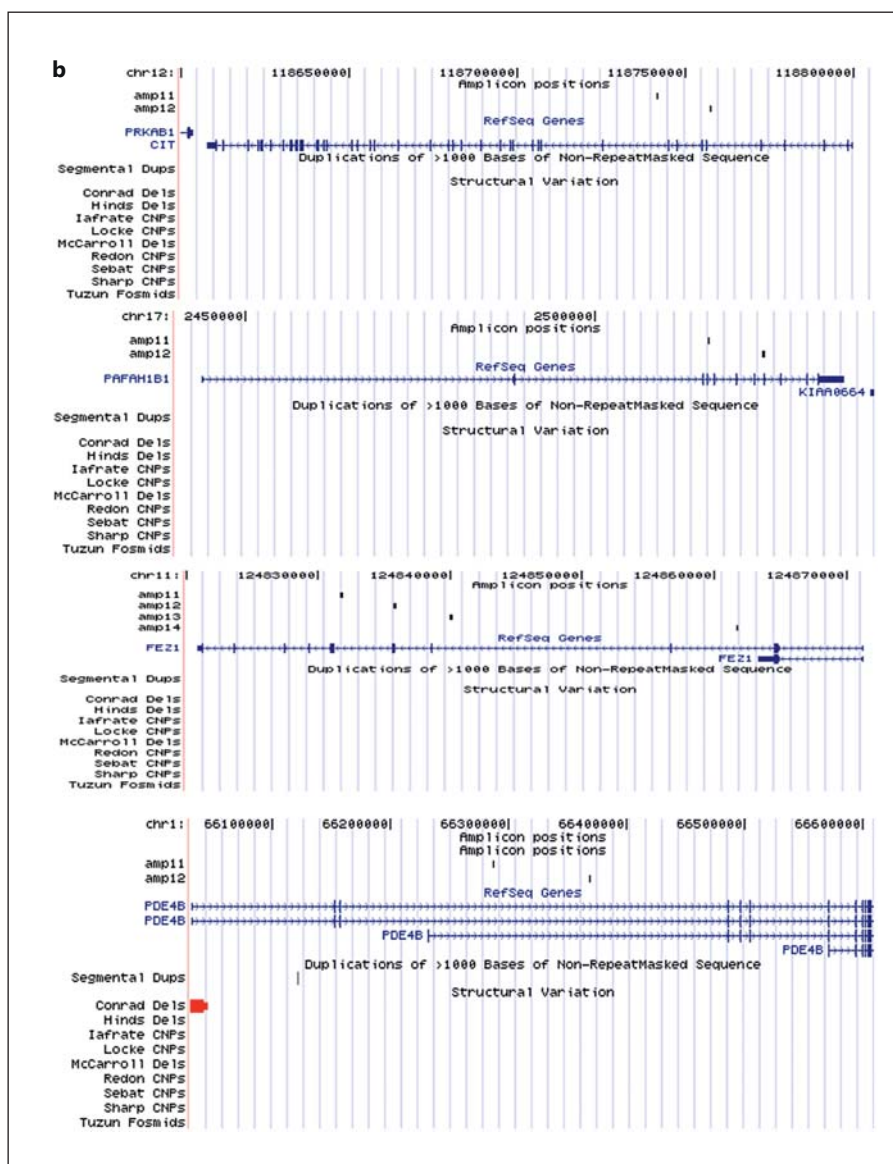 b
chr12: | 118650000| 118700000| 118750000| 118800000|
Amplicon positions
amp11
amp12
RefSeq Genes
PRKAB1
CIT
Duplications of >1000 Bases of Non-RepeatMasked Sequence
Segmental Dups
Structural Variation
Conrad Dels
Hinds Dels
Iafrate CNPs
Locke CNPs
McCarroll Dels
Redon CNPs
Sebat CNPs
Sharp CNPs
Tuzun Fosmids
chr17: 2450000| 2500000|
Amplicon positions
amp11
amp12
RefSeq Genes
PAFAH1B1
KIAA0664
Duplications of >1000 Bases of Non-RepeatMasked Sequence
Segmental Dups
Structural Variation
Conrad Dels
Hinds Dels
Iafrate CNPs
Locke CNPs
McCarroll Dels
Redon CNPs
Sebat CNPs
Sharp CNPs
Tuzun Fosmids
chr11: | 124830000| 124840000| 124850000| 124860000| 124870000|
Amplicon positions
amp11
amp12
amp13
amp14
RefSeq Genes
FEZ1
FEZ1
Duplications of >1000 Bases of Non-RepeatMasked Sequence
Segmental Dups
Structural Variation
Conrad Dels
Hinds Dels
Iafrate CNPs
Locke CNPs
McCarroll Dels
Redon CNPs
Sebat CNPs
Sharp CNPs
Tuzun Fosmids
chr1: 66100000| 66200000| 66300000| 66400000| 66500000| 66600000|
Amplicon positions
Amplicon positions
amp11
amp12
RefSeq Genes
PDE4B
PDE4B
PDE4B
PDE4B
Duplications of >1000 Bases of Non-RepeatMasked Sequence
Segmental Dups
Structural Variation
Conrad Dels
Hinds Dels
Iafrate CNPs
Locke CNPs
McCarroll Dels
Redon CNPs
Sebat CNPs
Sharp CNPs
Tuzun Fosmids